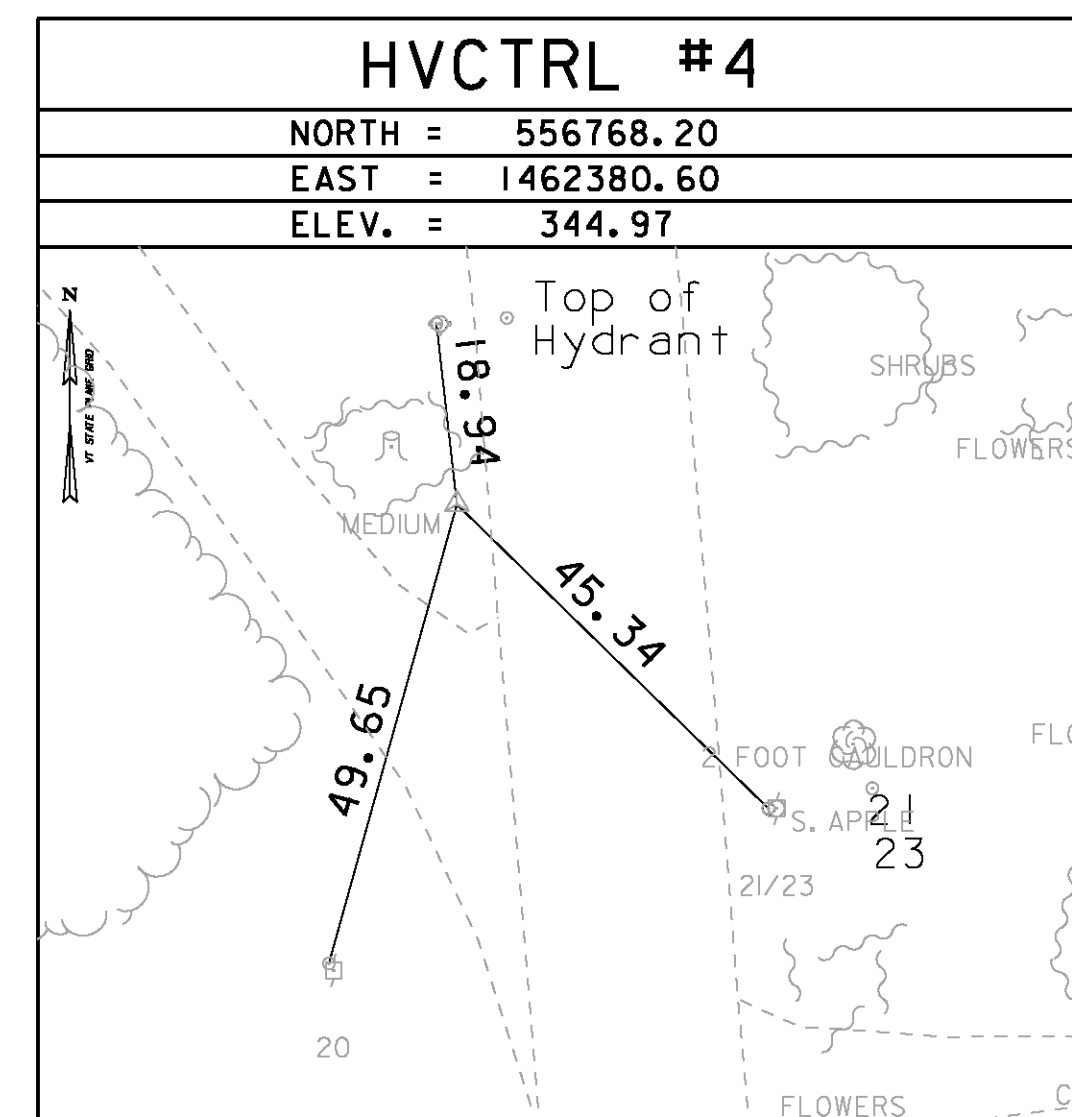 HVCTRL #4
NORTH = 556768.20
EAST = 1462380.60
ELEV. = 344.97
N
VT STATE PLANE GRID
Top of
Hydrant
18.94
SHRUBS
FLOWERS
MEDIUM
45.34
49.65
FLO
2 FOOT CAULDRON
S. APPLE
21
23
21/23
20
FLOWERS
C